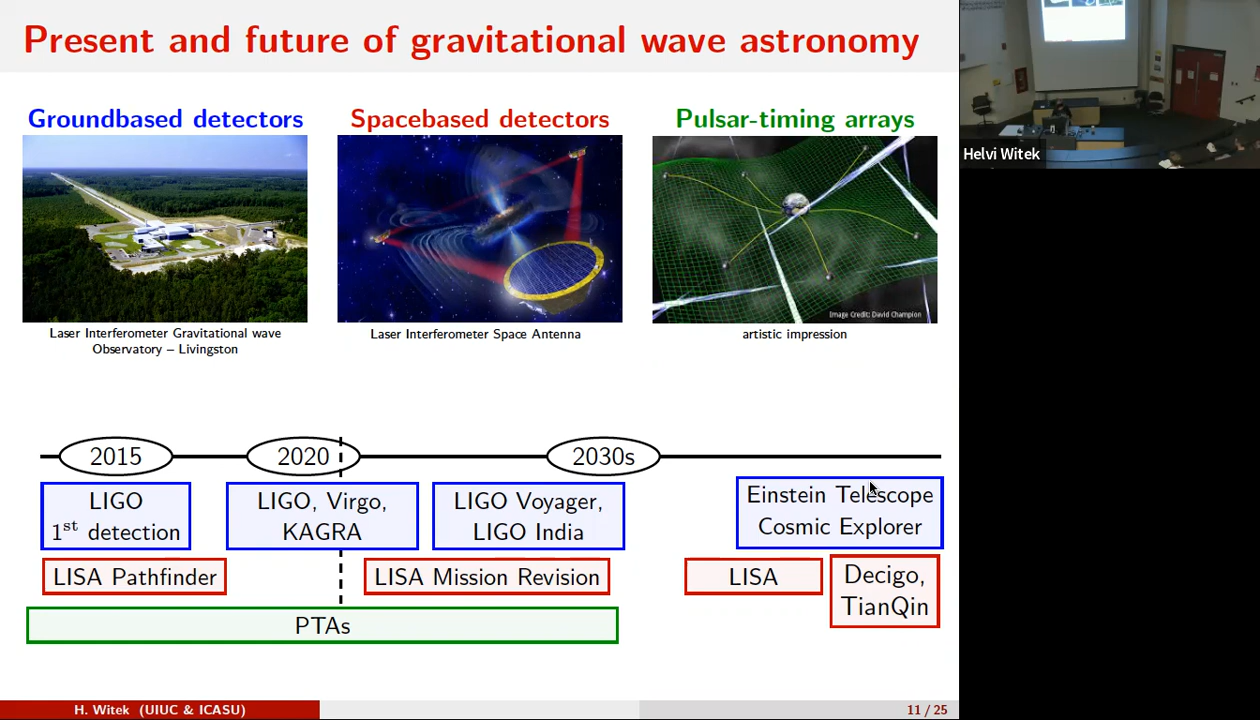 Present and future of gravitational wave astronomy
Groundbased detectors
Spacebased detectors
Pulsar-timing arrays
Image Credit: David Champion
Laser Interferometer Gravitational wave
Observatory – Livingston
Laser Interferometer Space Antenna
artistic impression
2015
2020
2030s
LIGO
1st detection
LIGO, Virgo,
KAGRA
LIGO Voyager,
LIGO India
Einstein Telescope
Cosmic Explorer
LISA Pathfinder
LISA Mission Revision
LISA
Decigo,
TianQin
PTAs
H. Witek (UIUC & ICASU)
11 / 25
Helvi Witek